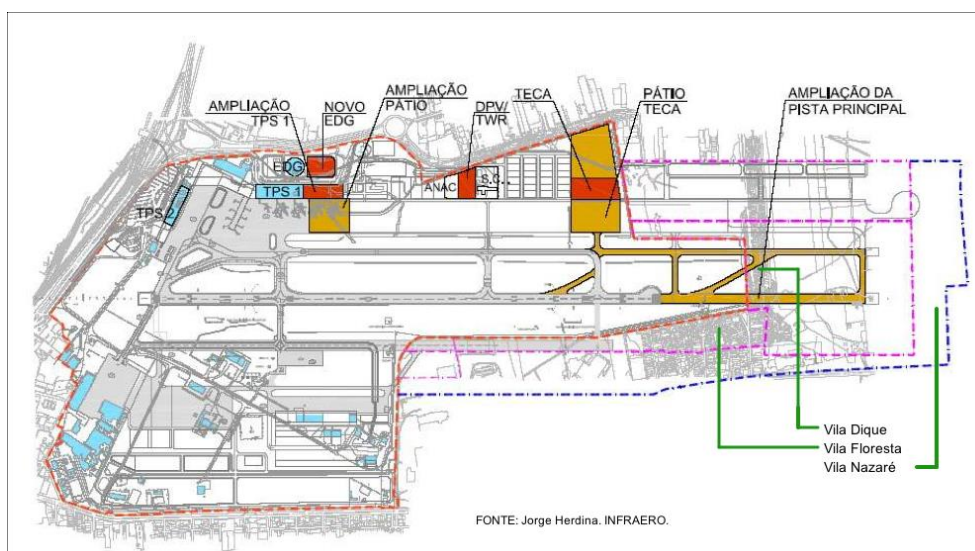 AMPLIAÇÃO
TPS 1
NOVO
EDG
AMPLIAÇÃO
PÁTIO
DPV/
TWR
TECA
PÁTIO
TECA
AMPLIAÇÃO DA
PISTA PRINCIPAL
EDG
TPS 1
TPS 2
ANAC
S.C.
Vila Dique
Vila Floresta
Vila Nazaré
FONTE: Jorge Herdina. INFRAERO.